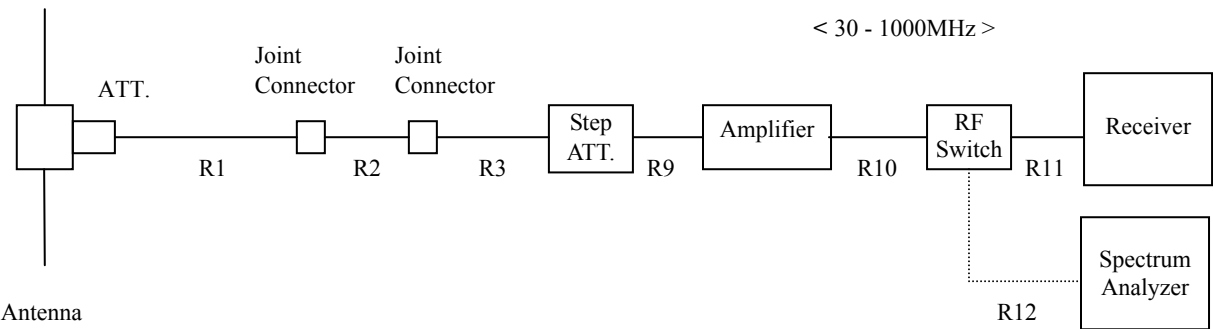 < 30 - 1000MHz >
Joint
Connector
Joint
Connector
ATT.
Step
ATT.
Amplifier
RF
Switch
Receiver
R1
R2
R3
R9
R10
R11
Spectrum
Analyzer
Antenna
R12